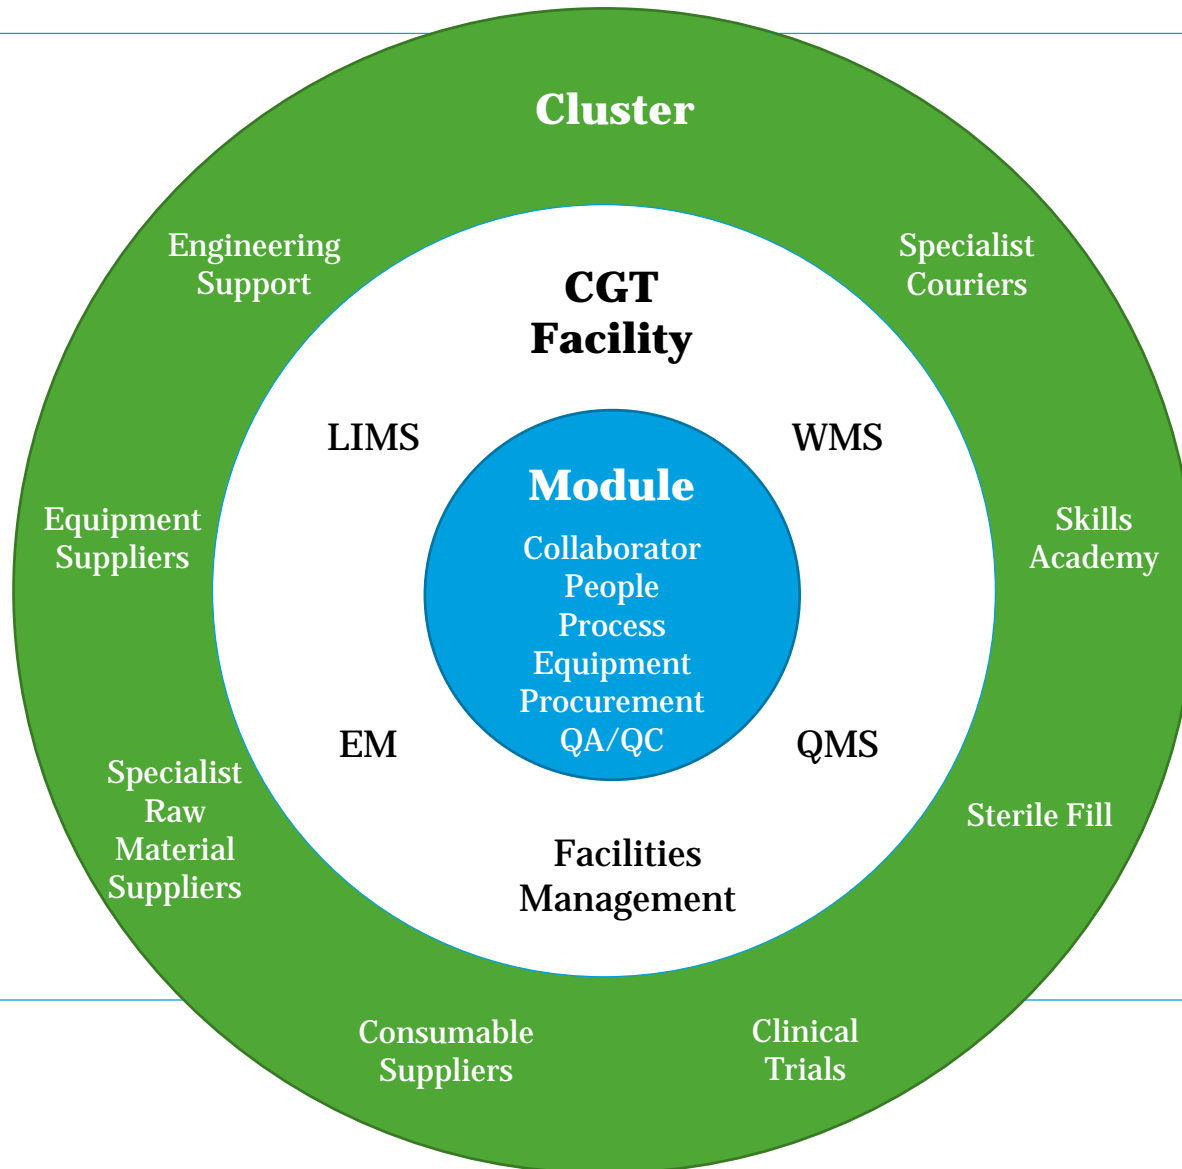 Cluster
Engineering
Support
Specialist
Couriers
CGT
Facility
LIMS
WMS
Module
Collaborator
People
Process
Equipment
Procurement
QA/QC
Equipment
Suppliers
Skills
Academy
EM
QMS
Specialist
Raw
Material
Suppliers
Sterile Fill
Facilities
Management
Consumable
Suppliers
Clinical
Trials